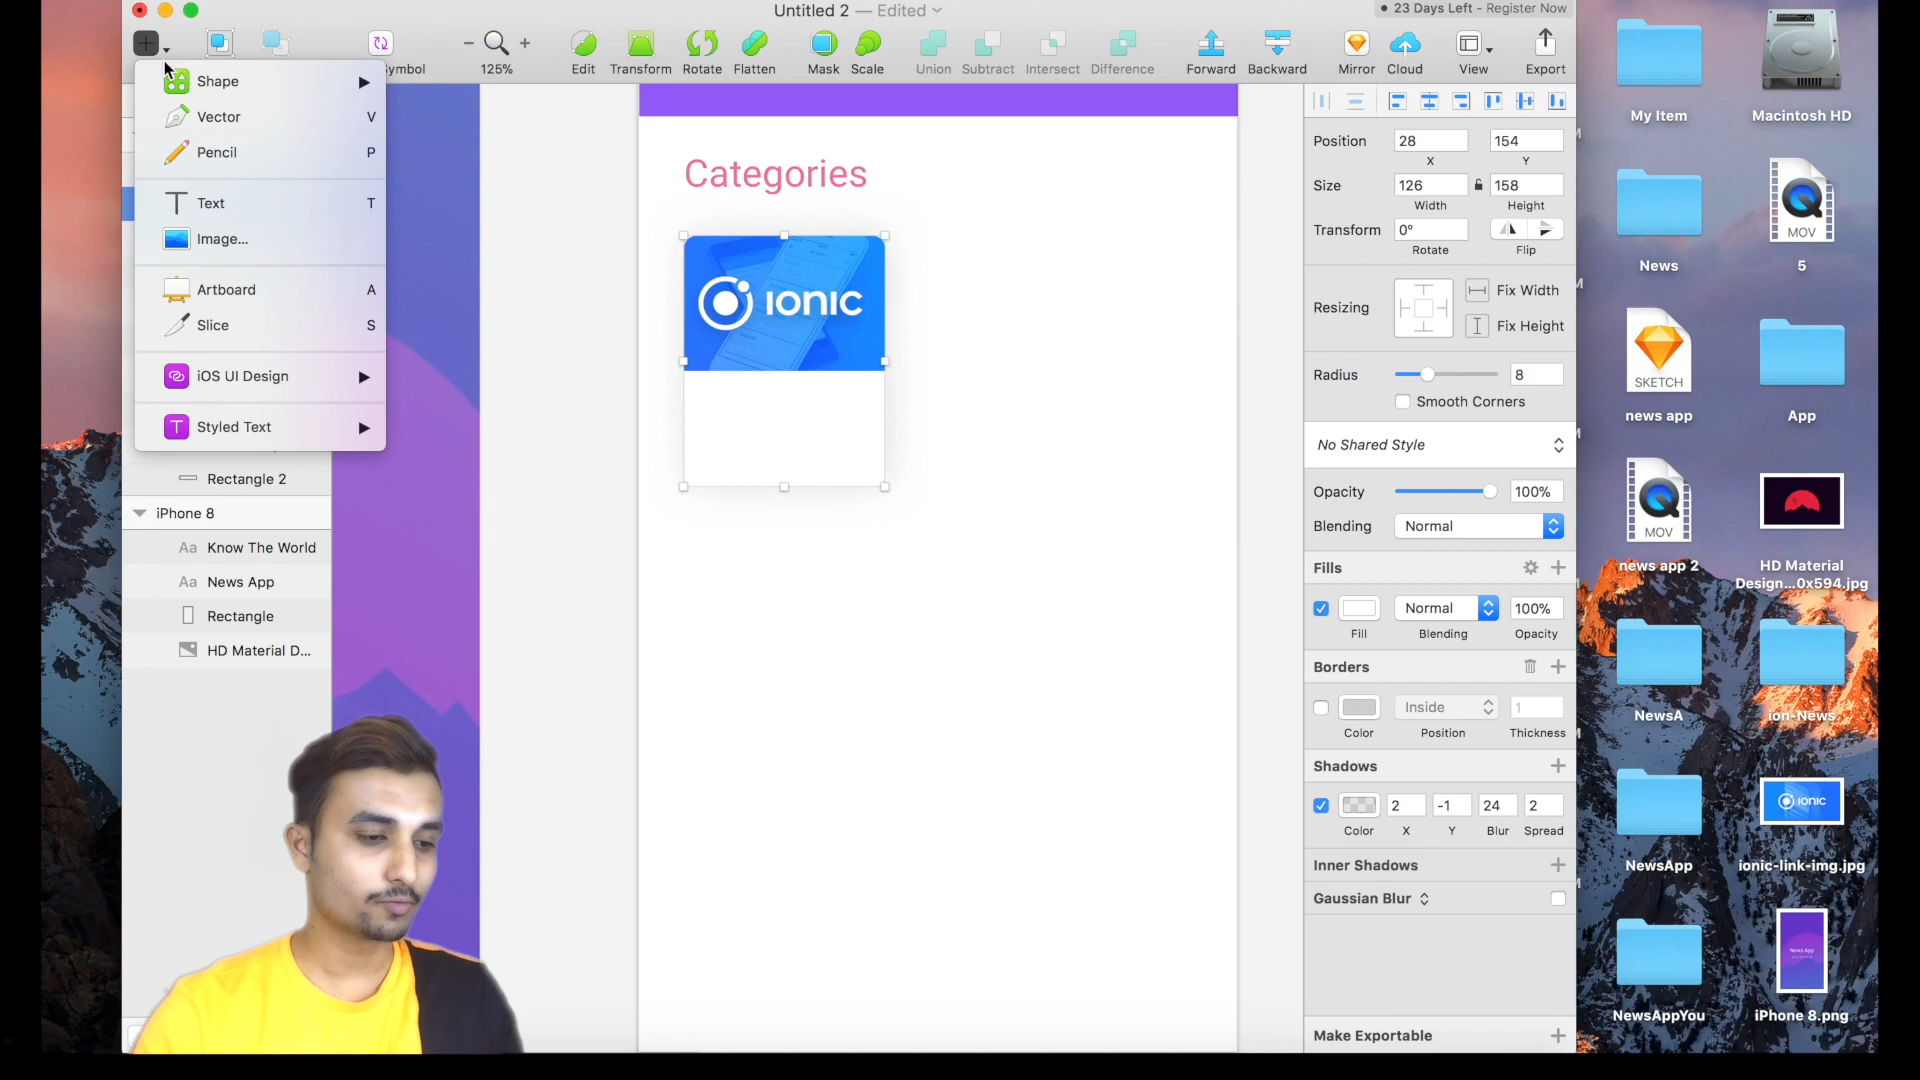 Untitled 2 — Edited
23 Days Left - Register Now
ymbol
125%
Edit
Transform
Rotate
Flatten
Mask
Scale
Union
Subtract
Intersect
Difference
Forward
Backward
Mirror
Cloud
View
Export
Shape
Vector V
Pencil P
Text T
Image...
Artboard A
Slice S
iOS UI Design
Styled Text
Rectangle 2
iPhone 8
Aa Know The World
Aa News App
Rectangle
HD Material D...
Categories
IONIC
Position 28 154
X Y
Size 126 158
Width Height
Transform 0°
Rotate Flip
Resizing
Fix Width
Fix Height
Radius 8
Smooth Corners
No Shared Style
Opacity 100%
Blending Normal
Fills
Normal 100%
Fill Blending Opacity
Borders
Inside 1
Color Position Thickness
Shadows
2 -1 24 2
Color X Y Blur Spread
Inner Shadows
Gaussian Blur
Make Exportable
My Item
Macintosh HD
News
MOV
5
SKETCH
news app
App
MOV
news app 2
HD Material
Design...0x594.jpg
NewsA
ion-News
NewsApp
IONIC
ionic-link-img.jpg
NewsAppYou
News App
iPhone 8.png